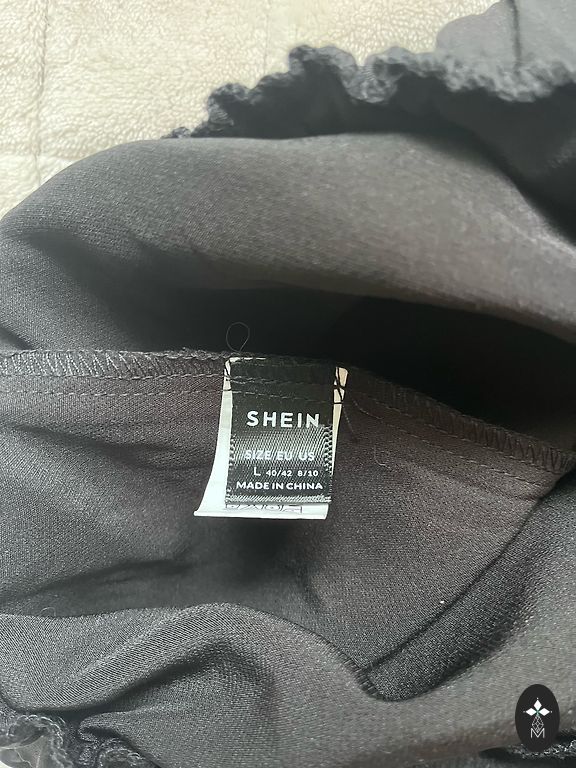 SHEIN
SIZE/EU US
L 40/42 8/10
MADE IN CHINA
M